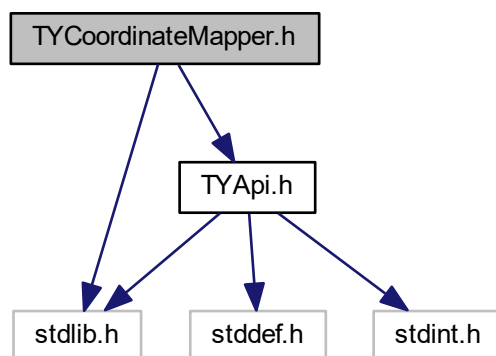 TYCoordinateMapper.h
TYApi.h
stdlib.h
stddef.h
stdint.h